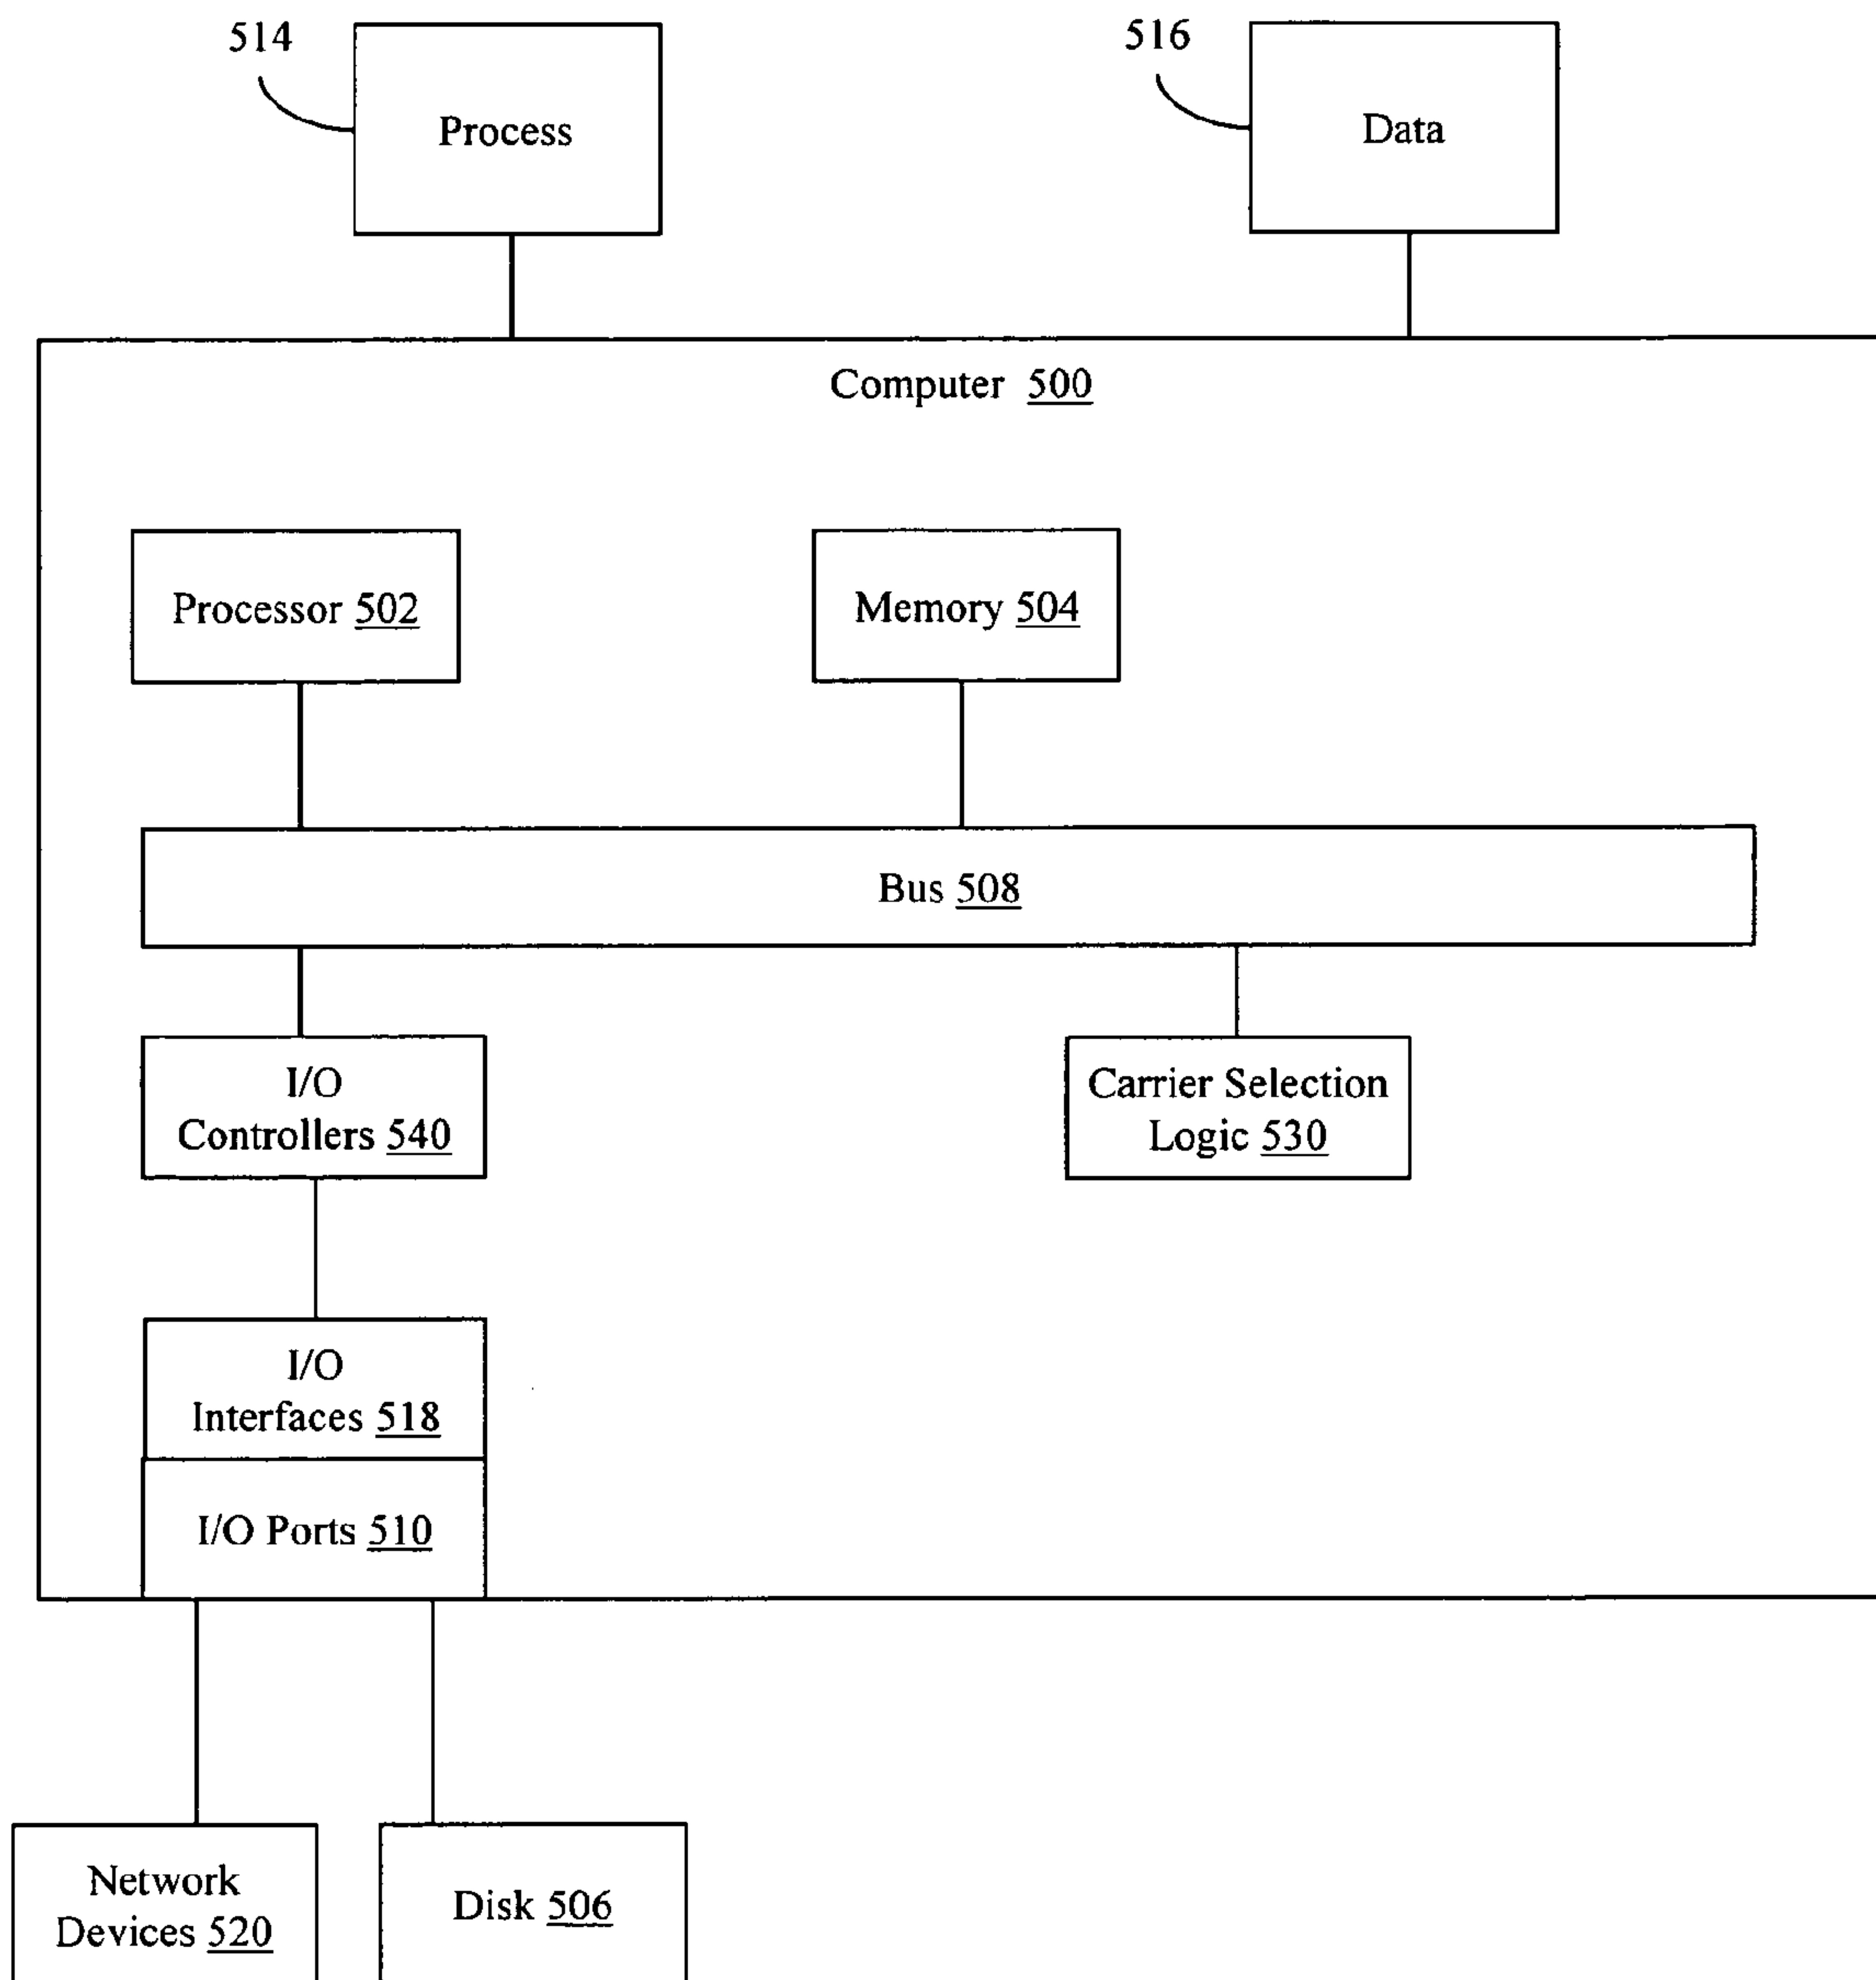 514
Process
516
Data
Computer 500
Processor 502
Memory 504
Bus 508
I/O
Controllers 540
Carrier Selection
Logic 530
I/O
Interfaces 518
I/O Ports 510
Network
Devices 520
Disk 506